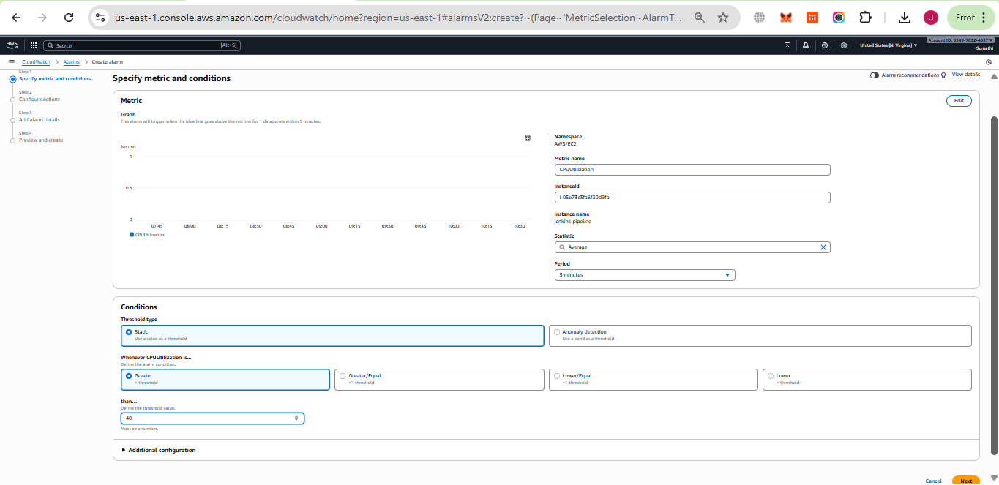 us-east-1.console.aws.amazon.com/cloudwatch/home?region=us-east-1#alarmsV2:create?~(Page~'MetricSelection~AlarmT...
J
Error
aws
Search
[Alt+S]
United States (N. Virginia)
Account ID: 9549-7632-4037
Sumathi
CloudWatch
Alarms
Create alarm
Step 1
Specify metric and conditions
Step 2
Configure actions
Step 3
Add alarm details
Step 4
Preview and create
Specify metric and conditions
Alarm recommendations
View details
Metric
Edit
Graph
This alarm will trigger when the blue line goes above the red line for 1 datapoints within 5 minutes.
No unit
1
0.5
0
07:45 08:00 08:15 08:30 08:45 09:00 09:15 09:30 09:45 10:00 10:15 10:30
CPUUtilization
Namespace
AWS/EC2
Metric name
CPUUtilization
InstanceId
i-05e73c3fa6f30d9fb
Instance name
jenkins-pipeline
Statistic
Average
Period
5 minutes
Conditions
Threshold type
Static
Use a value as a threshold
Anomaly detection
Use a band as a threshold
Whenever CPUUtilization is...
Define the alarm condition.
Greater
> threshold
Greater/Equal
>= threshold
Lower/Equal
<= threshold
Lower
< threshold
than...
Define the threshold value.
40
Must be a number.
Additional configuration
Cancel
Next